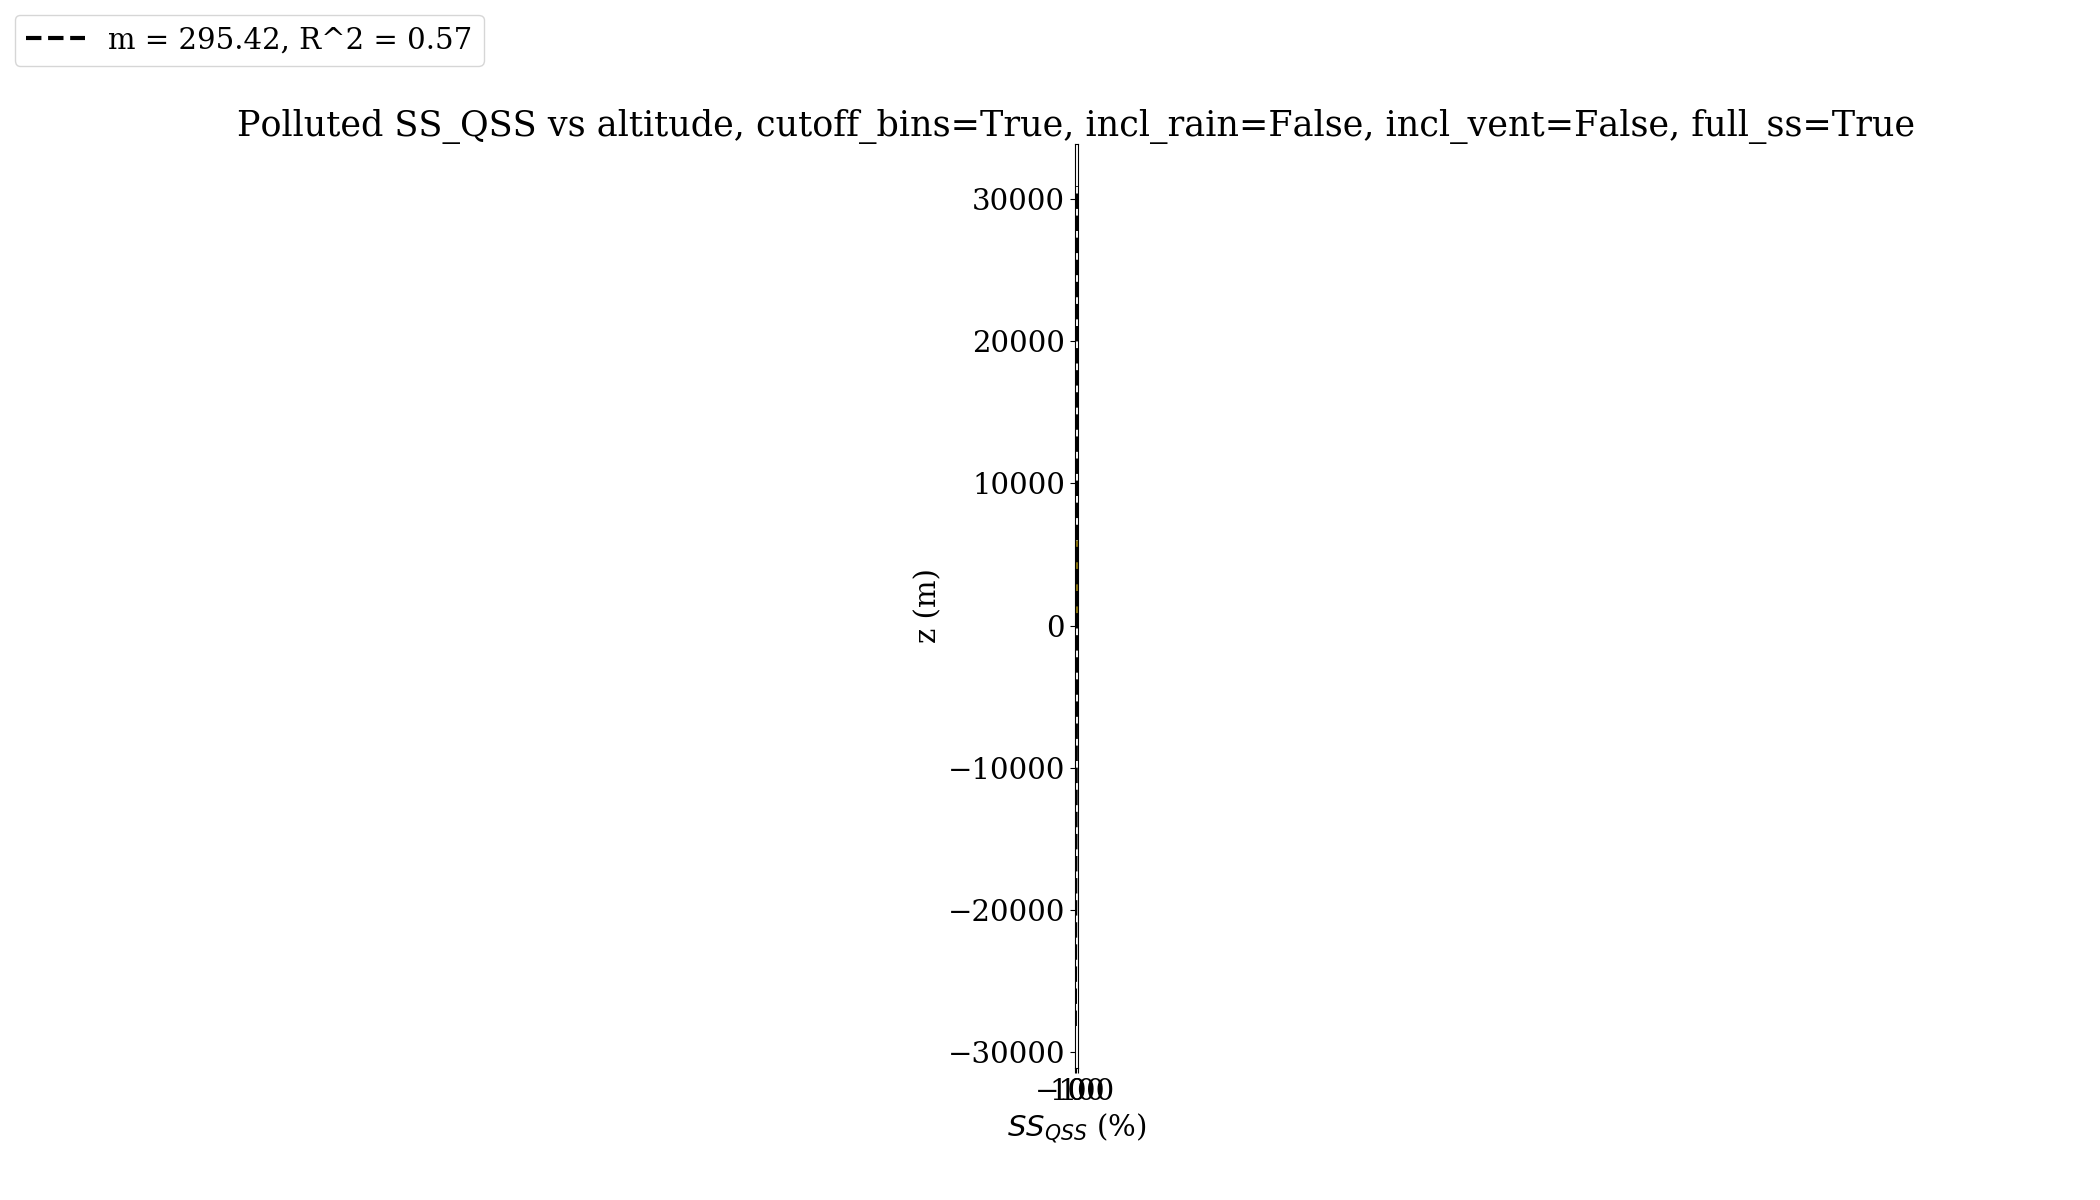 m = 295.42, R^2 = 0.57
Polluted SS_QSS vs altitude, cutoff_bins=True, incl_rain=False, incl_vent=False, full_ss=True
30000
20000
10000
0
−10000
−20000
−30000
z (m)
SS_QSS (%)